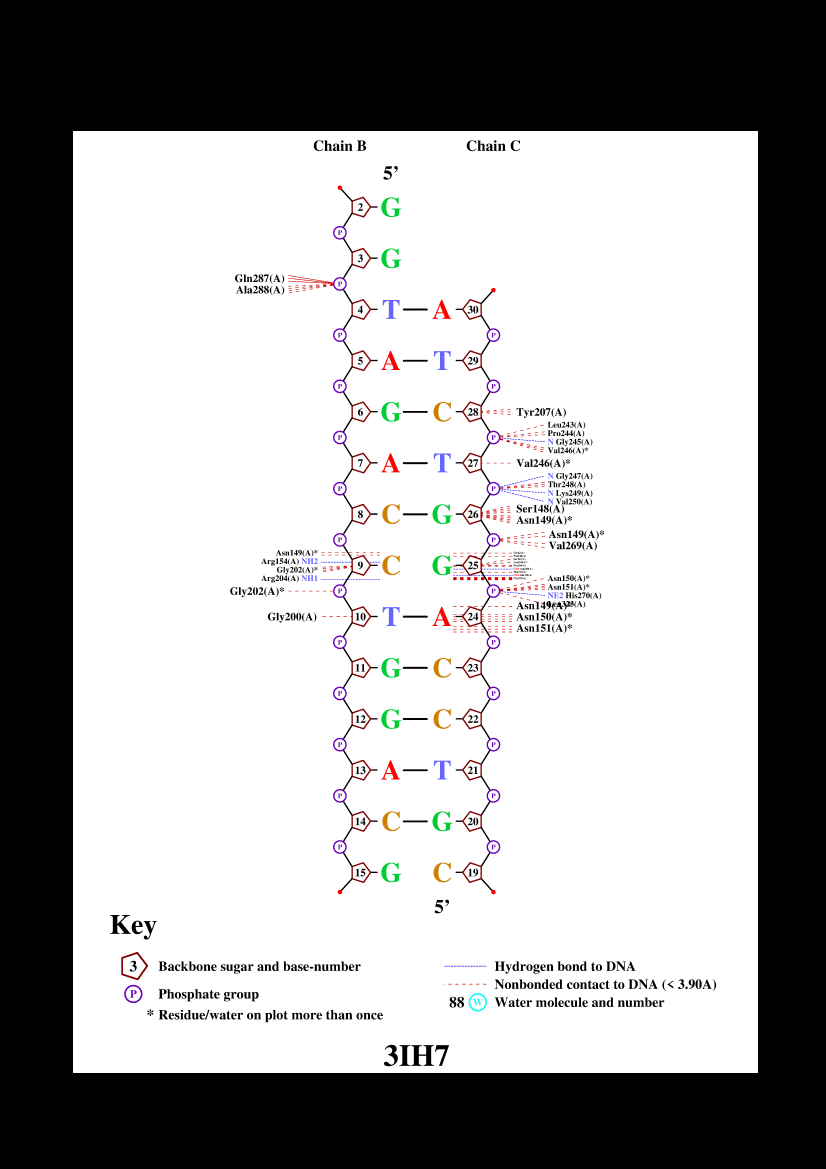 Chain B Chain C
5’
2 G
P
3 G
P
Gln287(A)
Ala288(A)
4 T A 30
P P
5 A T 29
P P
6 G C 28 Tyr207(A)
P P
Leu243(A)
Pro244(A)
N Gly245(A)
Val246(A)*
7 A T 27 Val246(A)*
P P
N Gly247(A)
Thr248(A)
N Lys249(A)
N Val250(A)
8 C G 26
Ser148(A)
Asn149(A)*
P P
Asn149(A)*
Val269(A)
Asn149(A)*
Arg154(A) NH2
Gly202(A)*
Arg204(A) NH1
9 C G 25
Gly202(A)* P P
Asn150(A)*
Asn151(A)*
NE2 His270(A)
Gly200(A) 10 T A 24
Asn149(A)*
Asn150(A)*
Asn151(A)*
P P
11 G C 23
P P
12 G C 22
P P
13 A T 21
P P
14 C G 20
P P
15 G C 19
5’
Key
3 Backbone sugar and base-number
P Phosphate group
* Residue/water on plot more than once
Hydrogen bond to DNA
Nonbonded contact to DNA (< 3.90A)
88 W Water molecule and number
3IH7